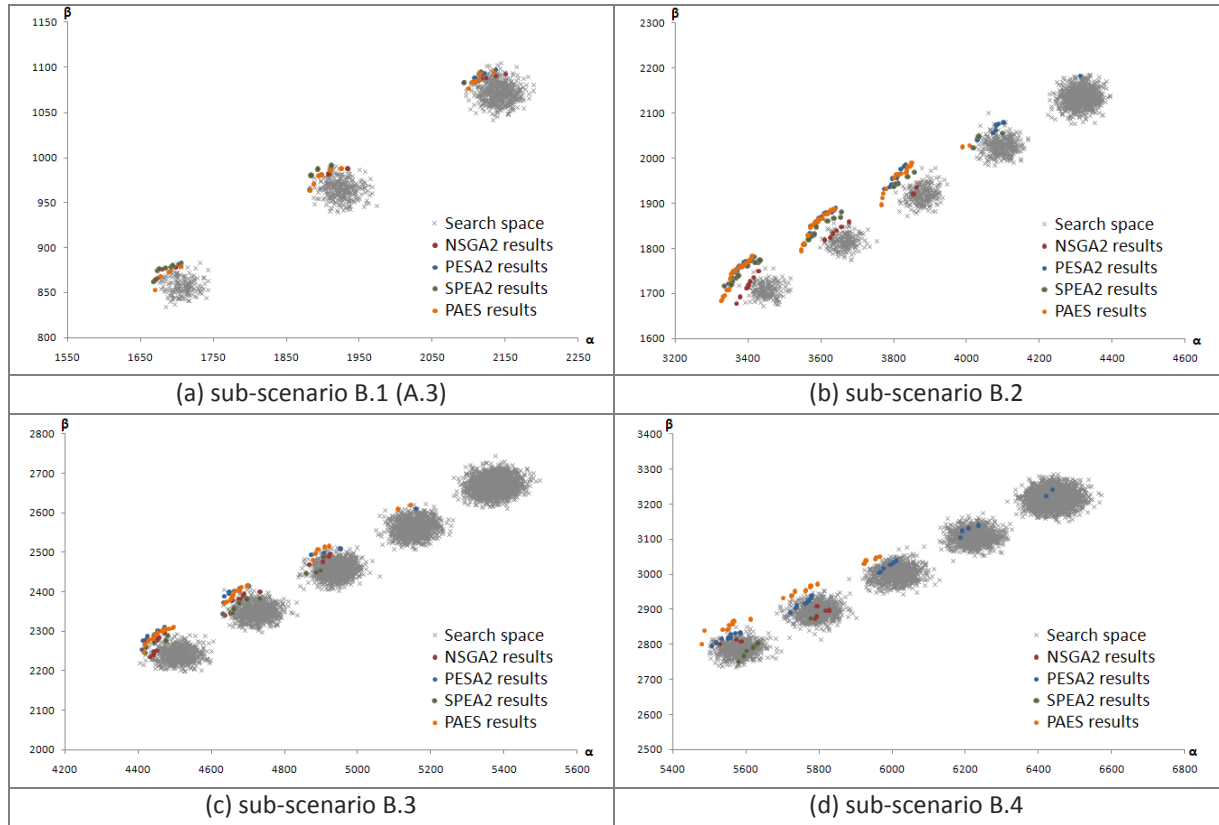 β
1150
1100
1050
1000
950
900
850
800
1550 1650 1750 1850 1950 2050 2150 2250
α
Search space
NSGA2 results
PESA2 results
SPEA2 results
PAES results
(a) sub-scenario B.1 (A.3)
β
2300
2200
2100
2000
1900
1800
1700
1600
3200 3400 3600 3800 4000 4200 4400 4600
α
Search space
NSGA2 results
PESA2 results
SPEA2 results
PAES results
(b) sub-scenario B.2
β
2800
2700
2600
2500
2400
2300
2200
2100
2000
4200 4400 4600 4800 5000 5200 5400 5600
α
Search space
NSGA2 results
PESA2 results
SPEA2 results
PAES results
(c) sub-scenario B.3
β
3400
3300
3200
3100
3000
2900
2800
2700
2600
2500
5400 5600 5800 6000 6200 6400 6600 6800
α
Search space
NSGA2 results
PESA2 results
SPEA2 results
PAES results
(d) sub-scenario B.4